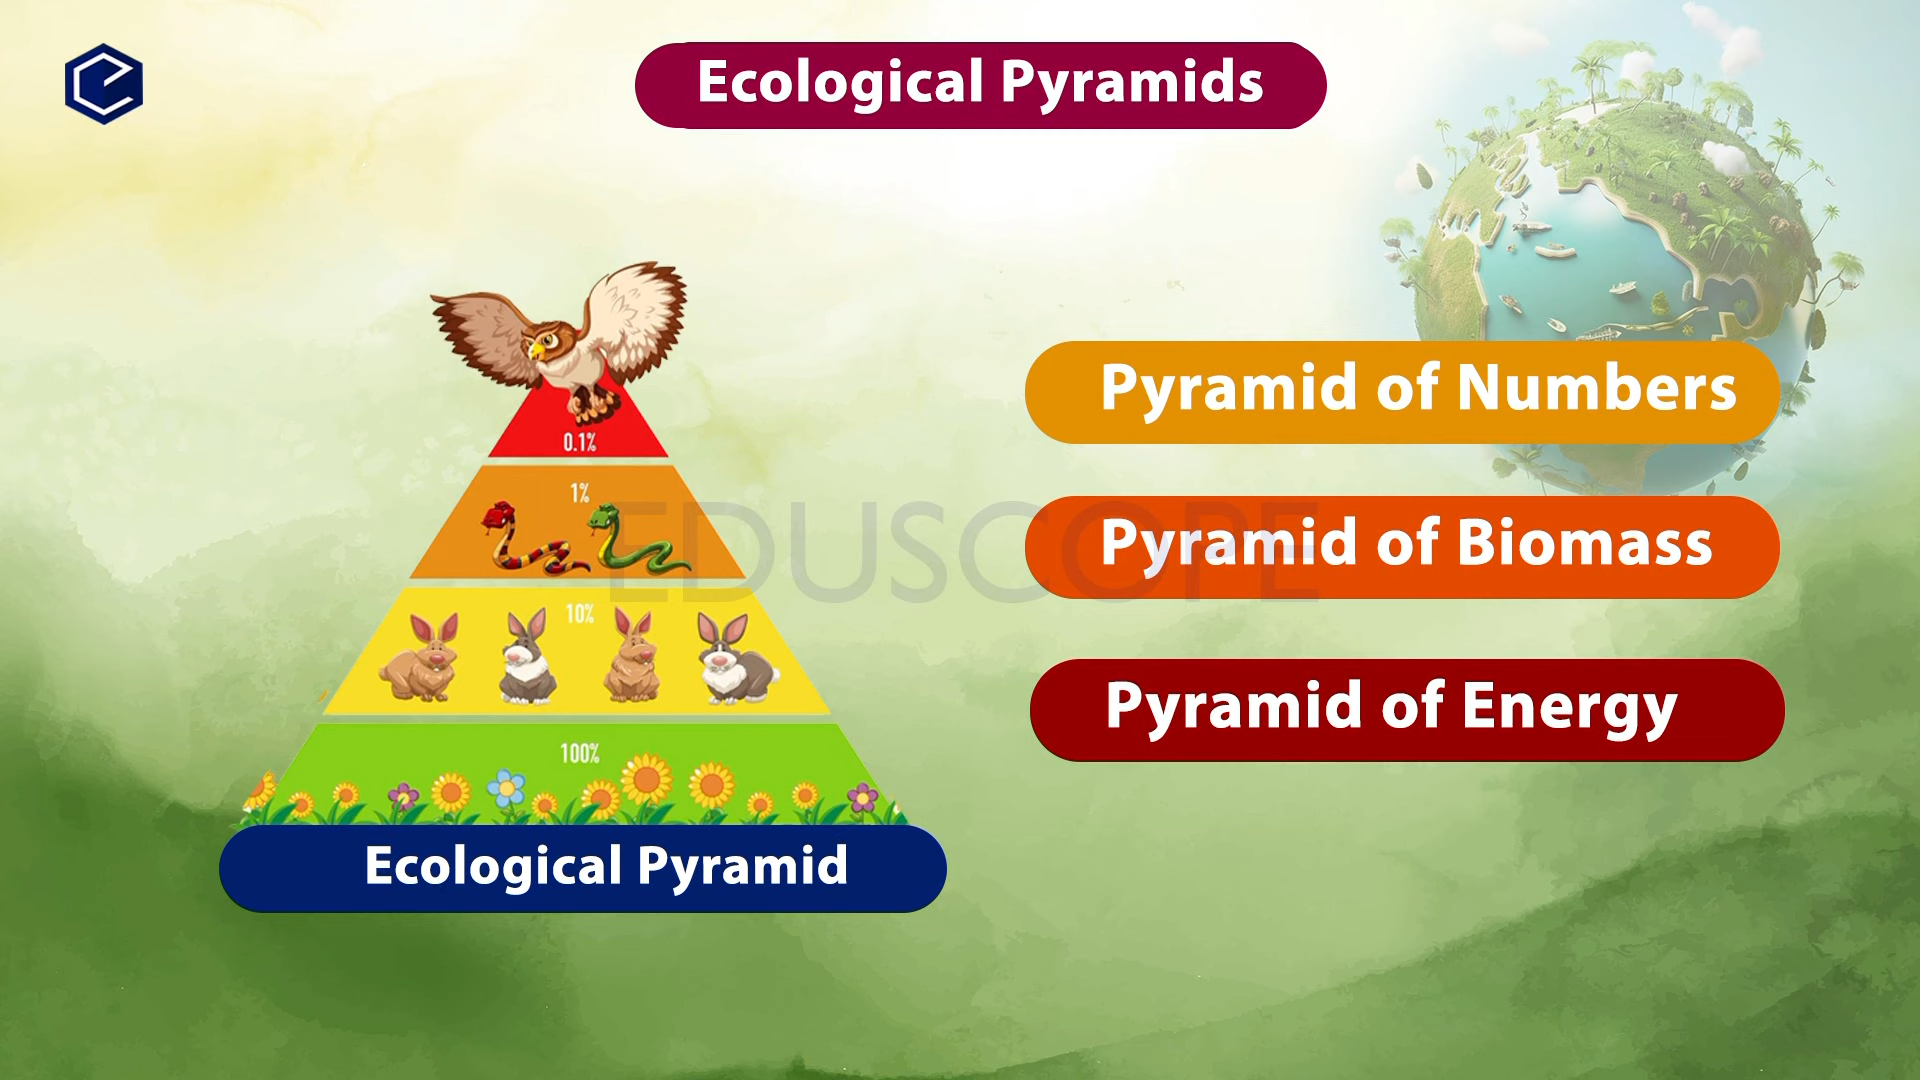 Ecological Pyramids
0.1%
1%
10%
100%
Ecological Pyramid
Pyramid of Numbers
Pyramid of Biomass
Pyramid of Energy
EDUSCOPE